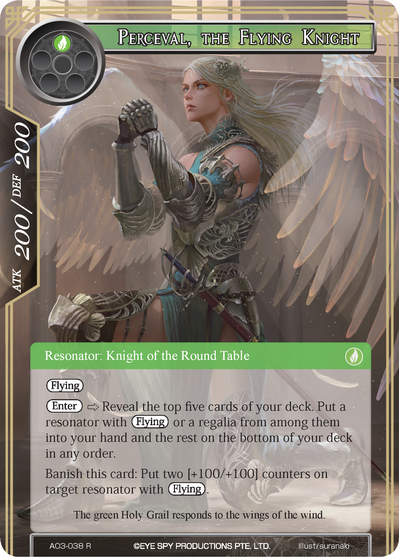 Perceval, the Flying Knight
ATK 200/DEF 200
Resonator: Knight of the Round Table
Flying
Enter ⇨ Reveal the top five cards of your deck. Put a
resonator with Flying or a regalia from among them
into your hand and the rest on the bottom of your deck
in any order.
Banish this card: Put two [+100/+100] counters on
target resonator with Flying.
The green Holy Grail responds to the wings of the wind.
AO3-038 R
©EYE SPY PRODUCTIONS PTE. LTD.
Illust/suranaki